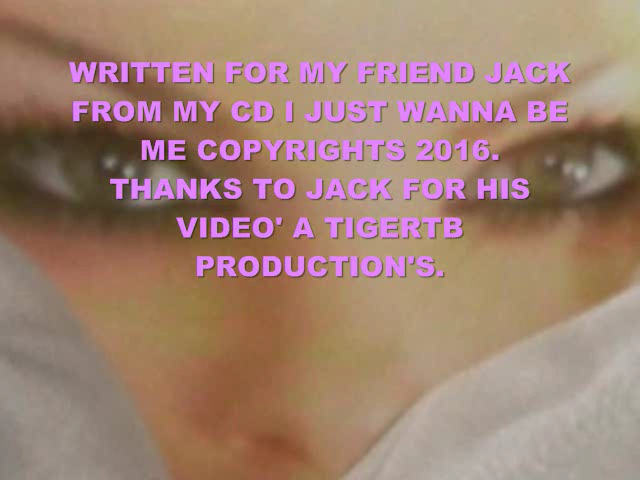 WRITTEN FOR MY FRIEND JACK
FROM MY CD I JUST WANNA BE
ME COPYRIGHTS 2016.
THANKS TO JACK FOR HIS
VIDEO' A TIGERTB
PRODUCTION'S.